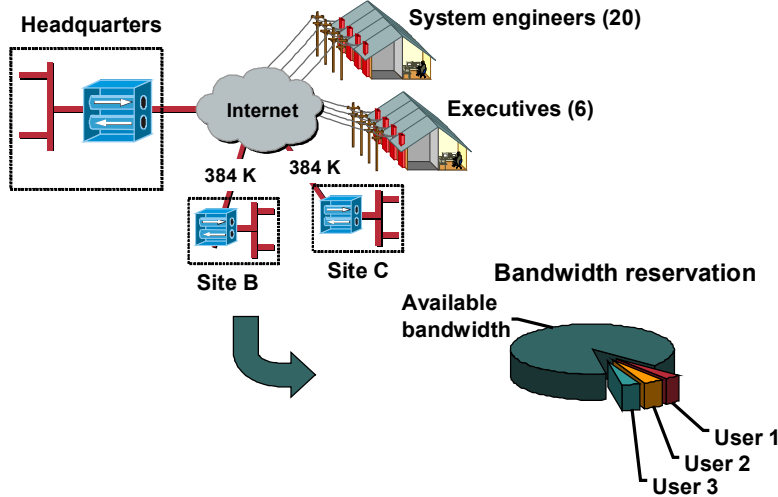 Headquarters
System engineers (20)
Internet
Executives (6)
384 K
384 K
Site B
Site C
Bandwidth reservation
Available
bandwidth
User 1
User 2
User 3